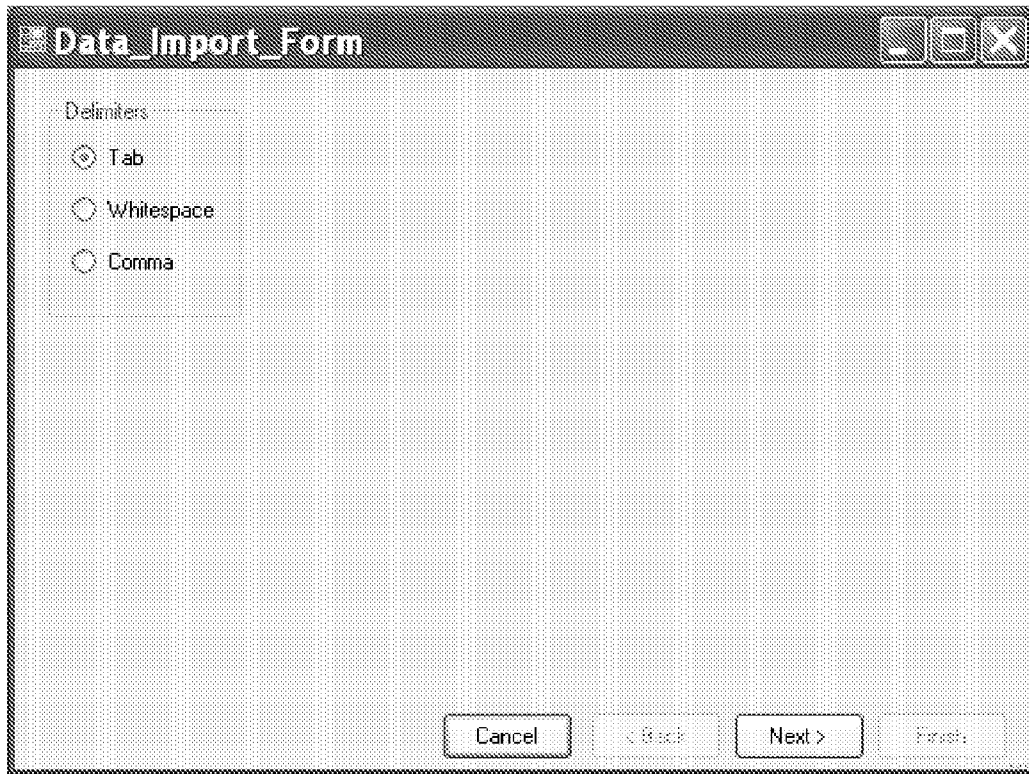 Data_Import_Form
Delimiters
Tab
Whitespace
Comma
Cancel
< Back
Next >
Finish